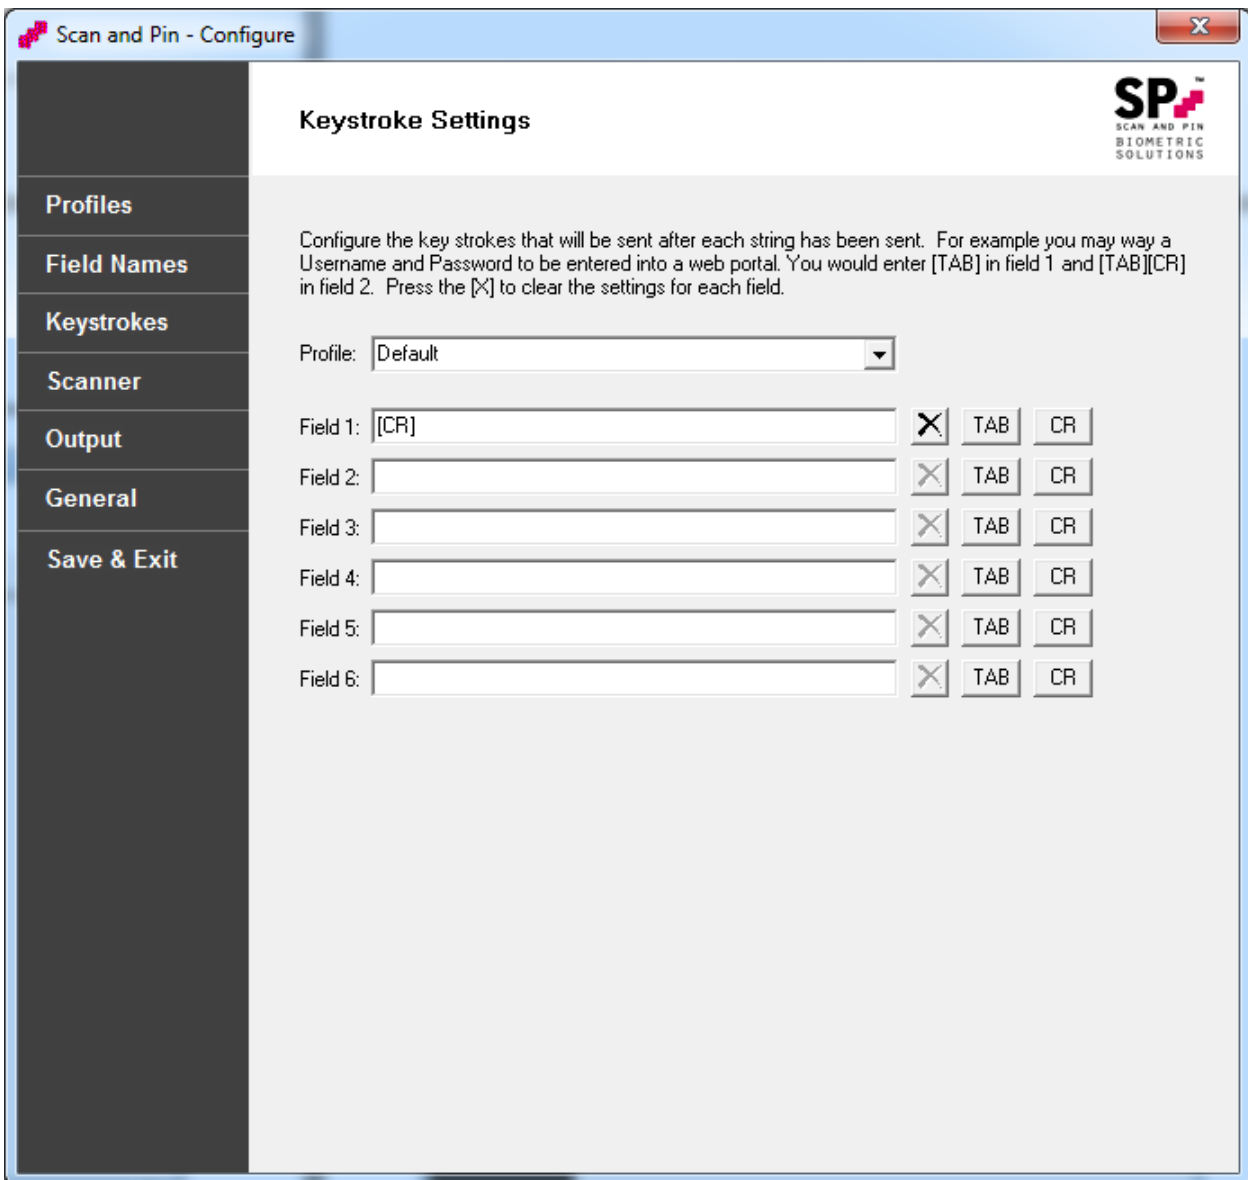 Scan and Pin - Configure
Keystroke Settings
SP™
SCAN AND PIN
BIOMETRIC
SOLUTIONS
Profiles
Field Names
Keystrokes
Scanner
Output
General
Save & Exit
Configure the key strokes that will be sent after each string has been sent.  For example you may way a
Username and Password to be entered into a web portal. You would enter [TAB] in field 1 and [TAB][CR]
in field 2.  Press the [X] to clear the settings for each field.
Profile: Default
Field 1: [CR] X TAB CR
Field 2: X TAB CR
Field 3: X TAB CR
Field 4: X TAB CR
Field 5: X TAB CR
Field 6: X TAB CR